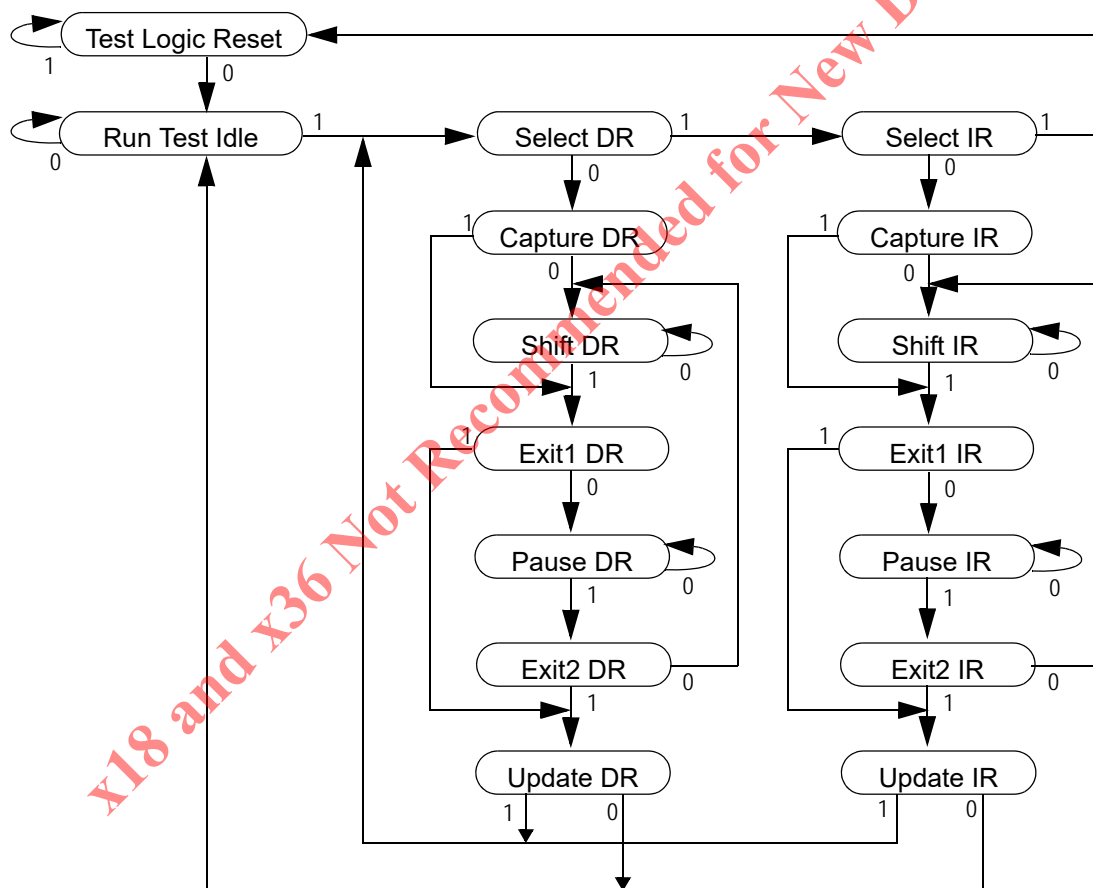 Test Logic Reset
1
0
Run Test Idle
1
0
Select DR
1
0
Select IR
1
0
Capture DR
1
0
Capture IR
1
0
Shift DR
0
1
Shift IR
0
1
Exit1 DR
1
0
Exit1 IR
1
0
Pause DR
0
1
Pause IR
0
1
Exit2 DR
0
1
Exit2 IR
0
1
Update DR
1
0
Update IR
1
0
x18 and x36 Not Recommended for New